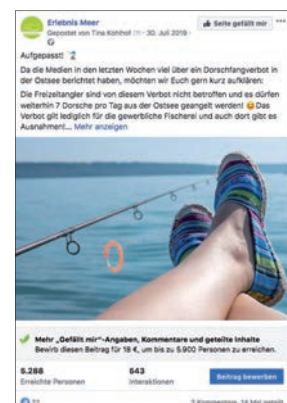 Erlebnis Meer
Seite gefällt mir
Gepostet von Tina Kohlhof · 30. Juli 2019 ·
Aufgepasst!
Da die Medien in den letzten Wochen viel über ein Dorschfangverbot in
der Ostsee berichtet haben, möchten wir Euch gern kurz aufklären:
Die Freizeitangler sind von diesem Verbot nicht betroffen und es dürfen
weiterhin 7 Dorsche pro Tag aus der Ostsee geangelt werden! Das
Verbot gilt lediglich für die gewerbliche Fischerei und auch dort gibt es
Ausnahmen!... Mehr anzeigen
Mehr „Gefällt mir“-Angaben, Kommentare und geteilte Inhalte
Bewirb diesen Beitrag für 18 €, um bis zu 5.900 Personen zu erreichen.
5.288
Erreichte Personen
643
Interaktionen
Beitrag bewerben
14 Mal geteilt